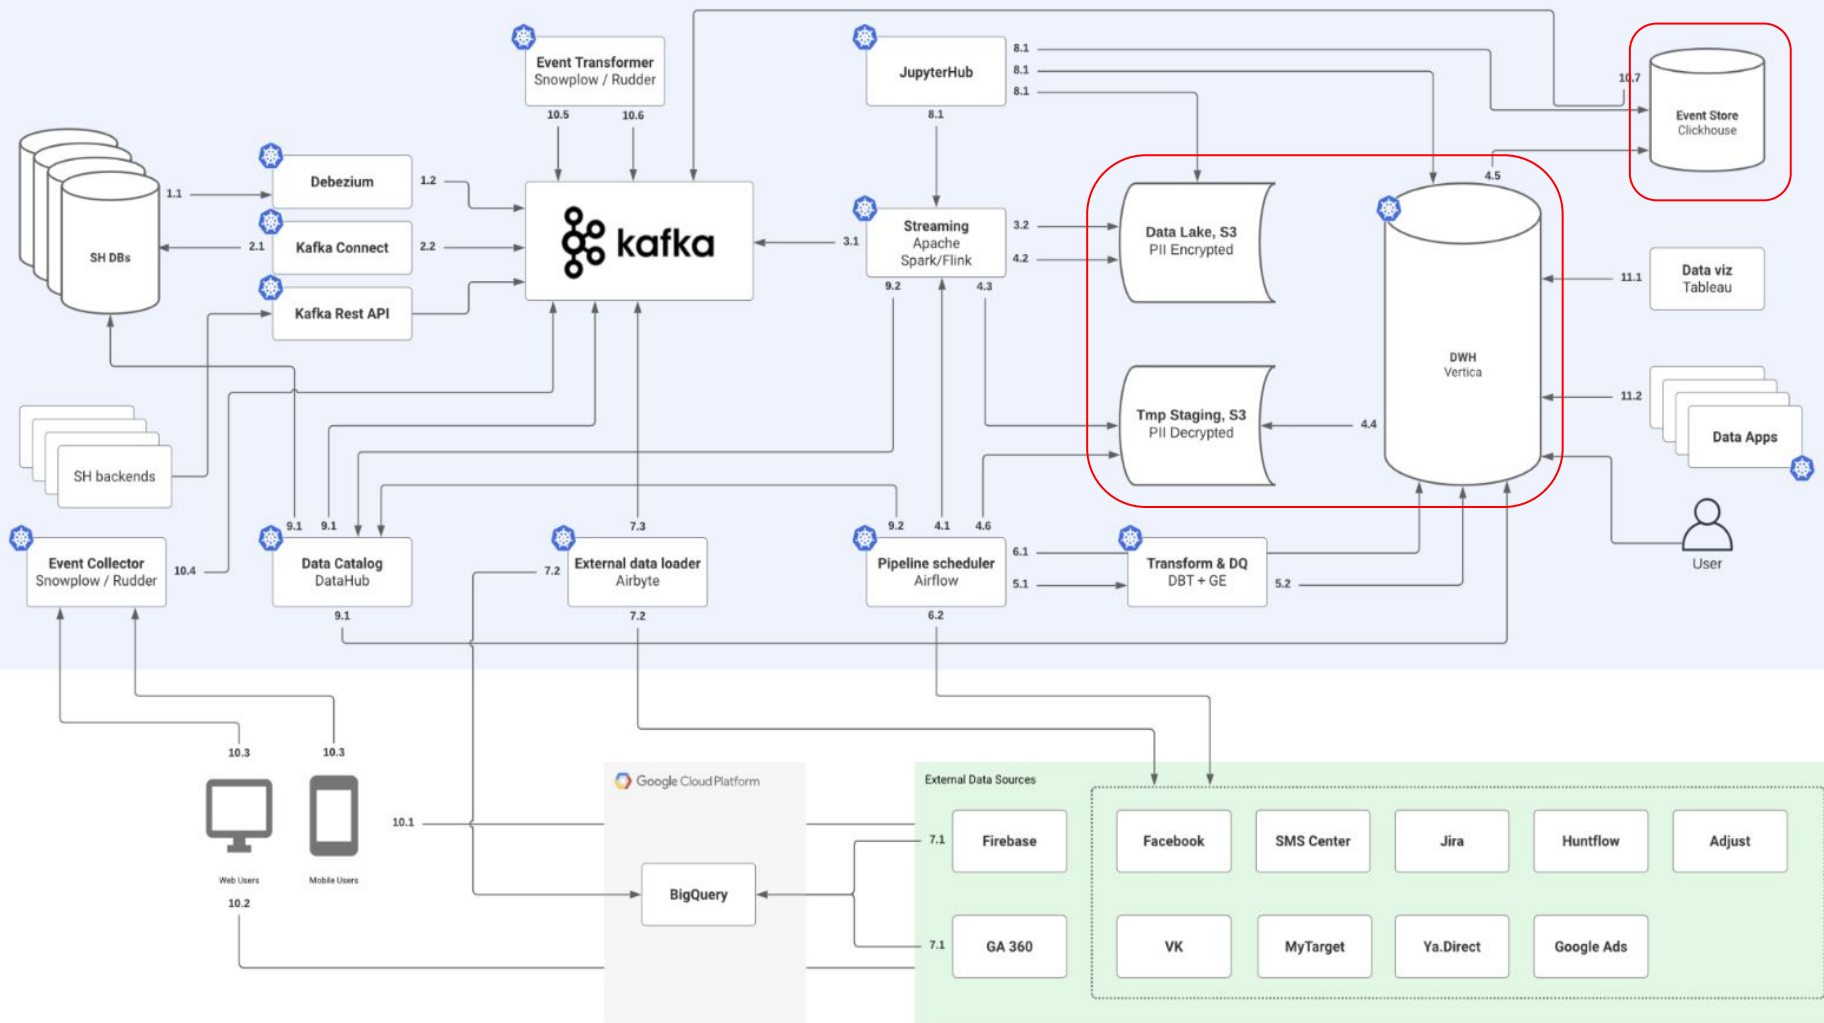 Event Transformer
Snowplow / Rudder
10.5
10.6
JupyterHub
8.1
8.1
8.1
8.1
10.7
Event Store
Clickhouse
4.5
SH DBs
1.1
Debezium
1.2
2.1
Kafka Connect
2.2
Kafka Rest API
kafka
3.1
Streaming
Apache
Spark/Flink
3.2
4.2
9.2
4.3
Data Lake, S3
PII Encrypted
Tmp Staging, S3
PII Decrypted
4.4
DWH
Vertica
11.1
Data viz
Tableau
11.2
Data Apps
User
SH backends
Event Collector
Snowplow / Rudder
10.4
9.1
9.1
Data Catalog
DataHub
9.1
7.3
7.2
External data loader
Airbyte
7.2
9.2
4.1
4.6
Pipeline scheduler
Airflow
6.1
5.1
6.2
Transform & DQ
DBT + GE
5.2
10.3
10.3
Web Users
Mobile Users
10.2
10.1
Google Cloud Platform
BigQuery
External Data Sources
7.1
Firebase
Facebook
SMS Center
Jira
Huntflow
Adjust
7.1
GA 360
VK
MyTarget
Ya.Direct
Google Ads